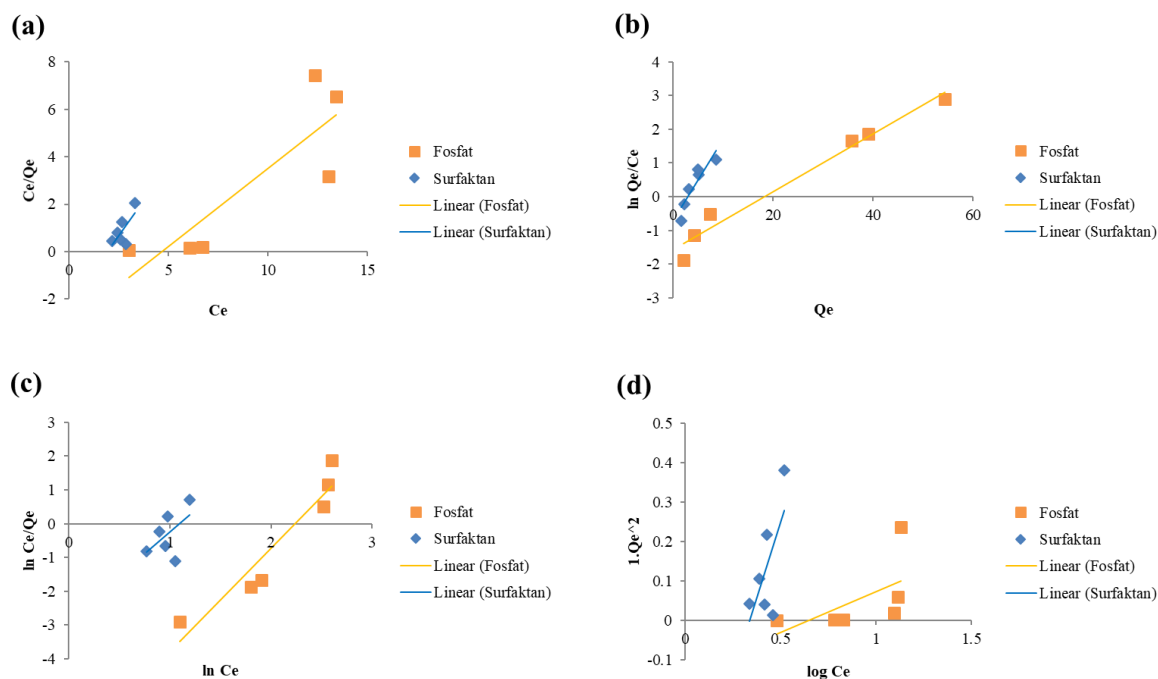 (a)
Ce/Qe
8
6
4
2
0
-2
0
5
10
15
Ce
Fosfat
Surfaktan
Linear (Fosfat)
Linear (Surfaktan)
(b)
ln Qe/Ce
4
3
2
1
0
-1
-2
-3
0
20
40
60
Qe
Fosfat
Surfaktan
Linear (Fosfat)
Linear (Surfaktan)
(c)
ln Ce/Qe
3
2
1
0
-1
-2
-3
-4
0
1
2
3
ln Ce
Fosfat
Surfaktan
Linear (Fosfat)
Linear (Surfaktan)
(d)
1.Qe^2
0.5
0.4
0.3
0.2
0.1
0
-0.1
0
0.5
1
1.5
log Ce
Fosfat
Surfaktan
Linear (Fosfat)
Linear (Surfaktan)